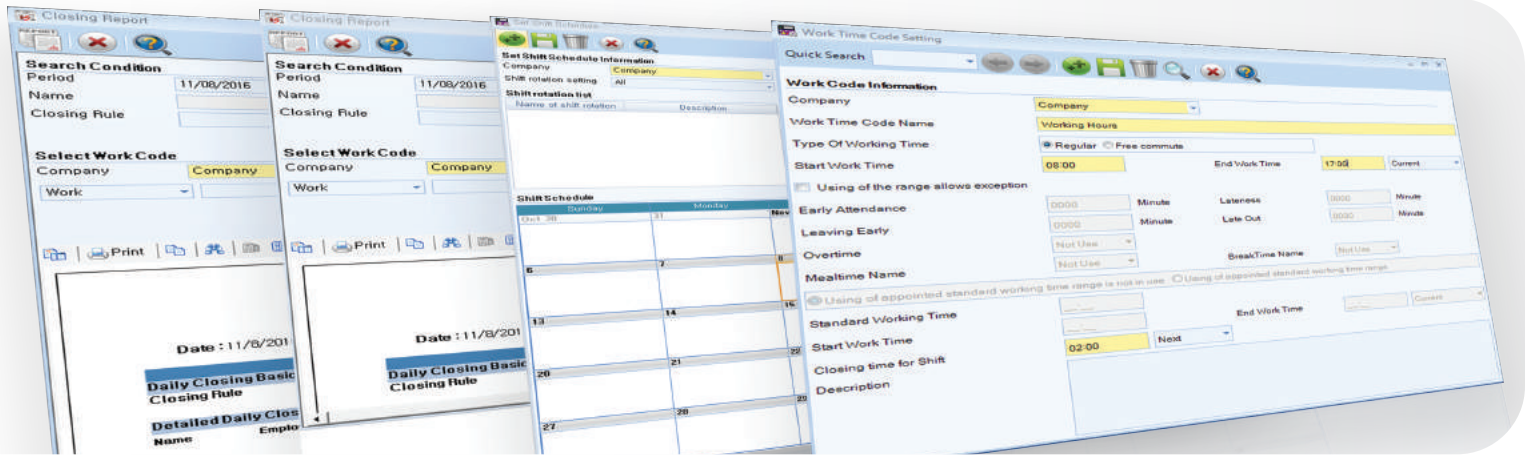 Closing Report
Search Condition
Period 11/08/2016
Name
Closing Rule
Select Work Code
Company Company
Work
Print
Date : 11/8/201
Daily Closing Basic
Closing Rule
Detailed Daily Clos
Name Emplo
Closing Report
Search Condition
Period 11/08/2016
Name
Closing Rule
Select Work Code
Company Company
Work
Print
Date : 11/8/201
Daily Closing Basic
Closing Rule
Set Shift Schedule
Set Shift Schedule Information
Company Company
Shift rotation setting All
Shift rotation list
Name of shift rotation Description
Shift Schedule
Sunday Monday
Oct 30 31 Nov
6 7 8
13 14 15
20 21 22
27 28 29
Work Time Code Setting
Quick Search
Work Code Information
Company Company
Work Time Code Name Working Hours
Type Of Working Time Regular Free commute
Start Work Time 08:00 End Work Time 17:00 Current
Using of the range allows exception
Early Attendance 0000 Minute Lateness 0000 Minute
Leaving Early 0000 Minute Late Out 0000 Minute
Overtime Not Use
Mealtime Name Not Use BreakTime Name Not Use
Using of appointed standard working time range is not in use Using of appointed standard working time range
Standard Working Time
Start Work Time End Work Time Current
Closing time for Shift 02:00 Next
Description